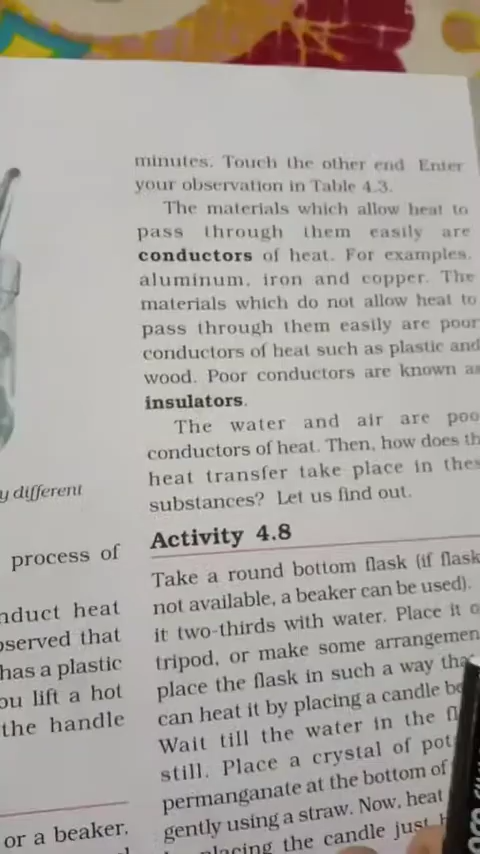 y different
process of
nduct heat
bserved that
has a plastic
ou lift a hot
the handle
or a beaker,
minutes. Touch the other end Enter
your observation in Table 4.3.
The materials which allow heat to
pass through them easily are
conductors of heat. For examples,
aluminum, iron and copper. The
materials which do not allow heat to
pass through them easily are poor
conductors of heat such as plastic and
wood. Poor conductors are known as
insulators.
The water and air are poo
conductors of heat. Then, how does th
heat transfer take place in thes
substances? Let us find out.
Activity 4.8
Take a round bottom flask (if flask
not available, a beaker can be used).
it two-thirds with water. Place it o
tripod, or make some arrangemen
place the flask in such a way tha
can heat it by placing a candle be
Wait till the water in the fl
still. Place a crystal of pot
permanganate at the bottom of
gently using a straw. Now, heat
placing the candle just